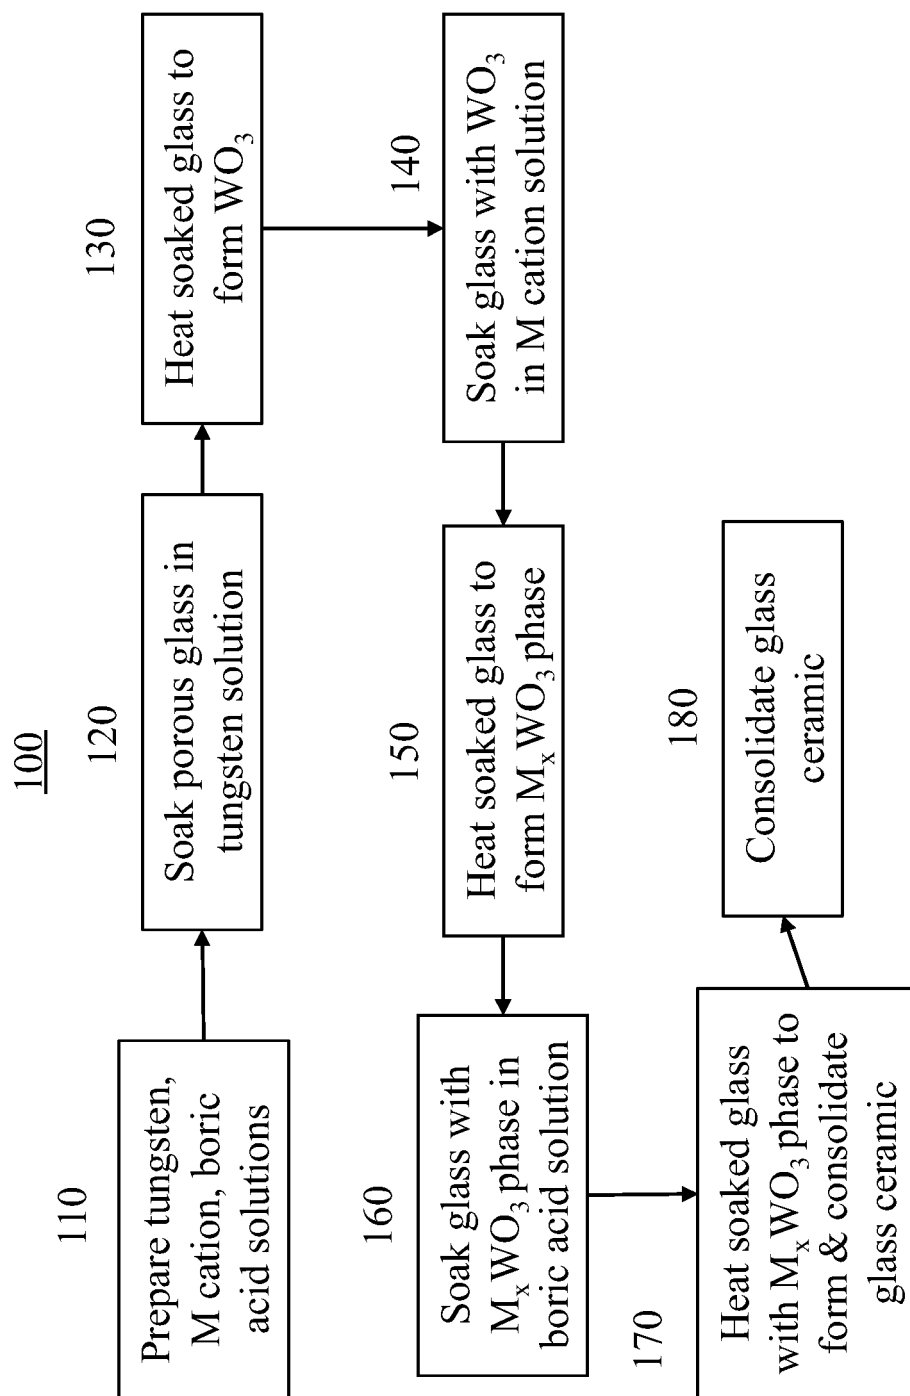 100
110
Prepare tungsten,
M cation, boric
acid solutions
120
Soak porous glass in
tungsten solution
130
Heat soaked glass to
form WO₃
140
Soak glass with WO₃
in M cation solution
150
Heat soaked glass to
form MₓWO₃ phase
160
Soak glass with
MₓWO₃ phase in
boric acid solution
170
Heat soaked glass
with MₓWO₃ phase to
form & consolidate
glass ceramic
180
Consolidate glass
ceramic